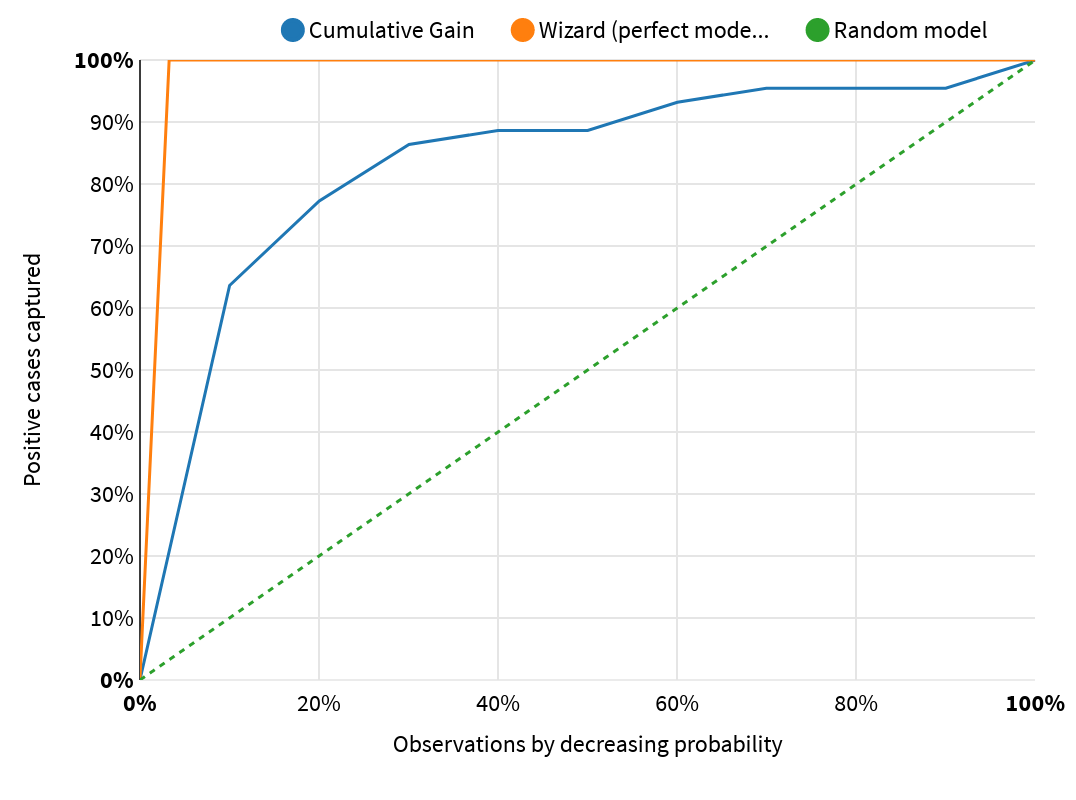 Cumulative Gain Wizard (perfect mode... Random model
100%
90%
80%
70%
60%
50%
40%
30%
20%
10%
0%
Positive cases captured
0% 20% 40% 60% 80% 100%
Observations by decreasing probability